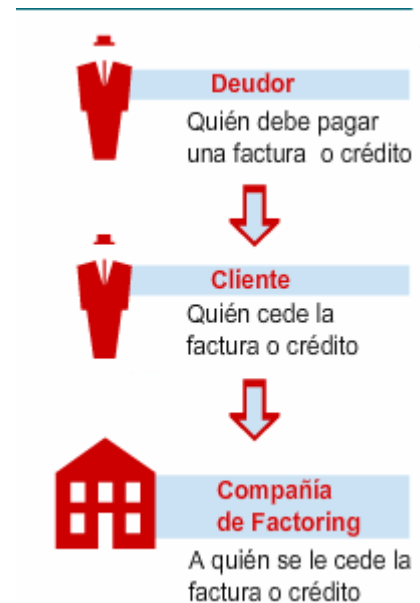 Deudor
Quién debe pagar
una factura o crédito
Cliente
Quién cede la
factura o crédito
Compañía
de Factoring
A quién se le cede la
factura o crédito